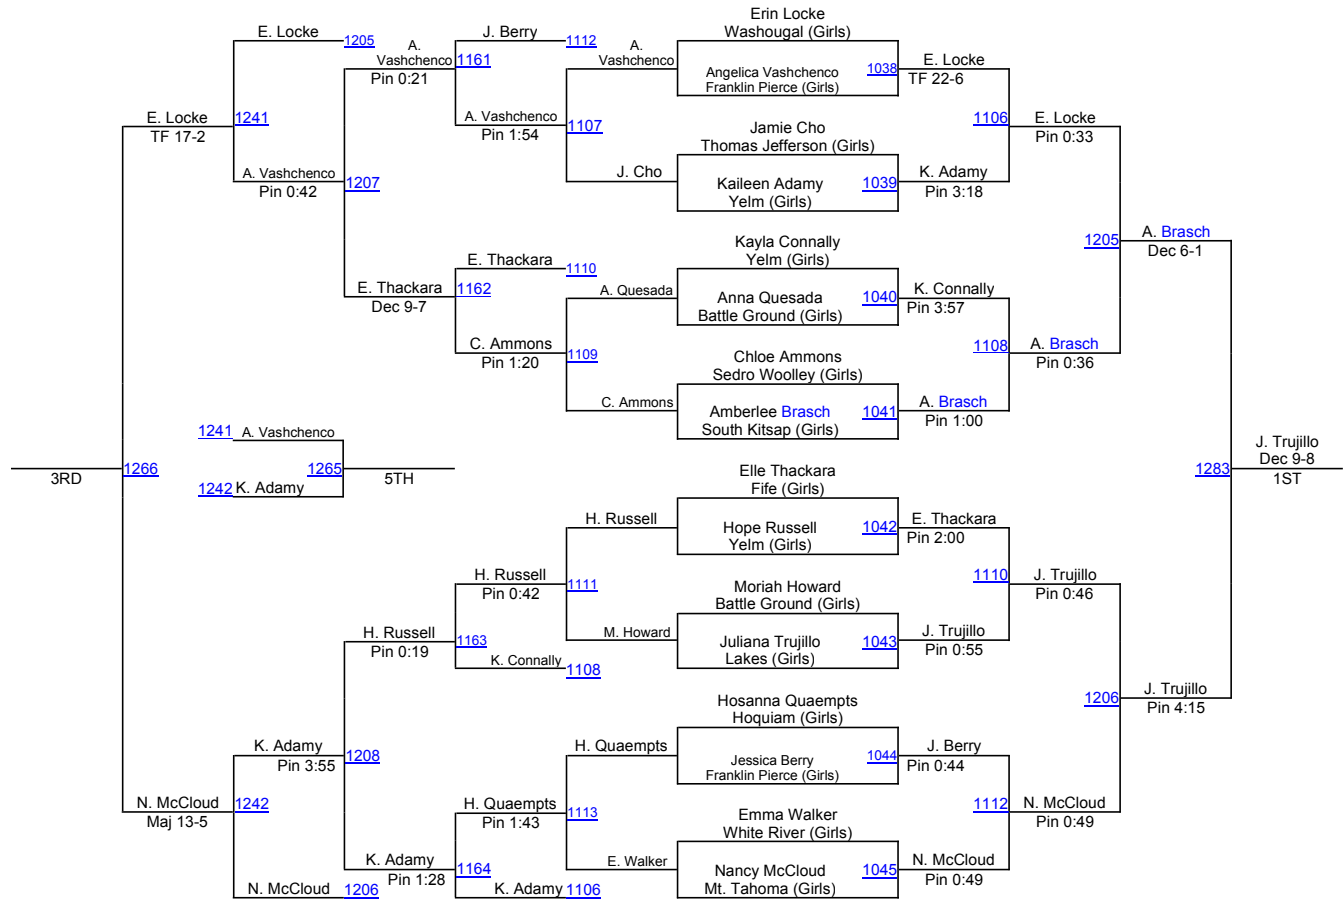 E. Locke
1205
TF 17-2
1241
A. Vashchenco
Pin 0:42
1207
A.
Vashchenco
Pin 0:21
1161
J. Berry
1112
A. Vashchenco
Pin 1:54
1107
A.
Vashchenco
J. Cho
Erin Locke
Washougal (Girls)
Angelica Vashchenco
Franklin Pierce (Girls)
1038
E. Locke
TF 22-6
Jamie Cho
Thomas Jefferson (Girls)
Kaileen Adamy
Yelm (Girls)
1039
K. Adamy
Pin 3:18
1106
E. Locke
Pin 0:33
E. Locke
E. Thackara
Dec 9-7
1162
E. Thackara
1110
C. Ammons
Pin 1:20
1109
A. Quesada
C. Ammons
Kayla Connally
Yelm (Girls)
Anna Quesada
Battle Ground (Girls)
1040
K. Connally
Pin 3:57
Chloe Ammons
Sedro Woolley (Girls)
Amberlee Brasch
South Kitsap (Girls)
1041
A. Brasch
Pin 1:00
1108
A. Brasch
Pin 0:36
1205
A. Brasch
Dec 6-1
3RD
1266
1241
A. Vashchenco
1242
K. Adamy
1265
5TH
1283
J. Trujillo
Dec 9-8
1ST
Elle Thackara
Fife (Girls)
Hope Russell
Yelm (Girls)
1042
E. Thackara
Pin 2:00
Moriah Howard
Battle Ground (Girls)
Juliana Trujillo
Lakes (Girls)
1043
J. Trujillo
Pin 0:55
1110
J. Trujillo
Pin 0:46
H. Russell
M. Howard
1111
H. Russell
Pin 0:42
1163
K. Connally
1108
H. Russell
Pin 0:19
1206
J. Trujillo
Pin 4:15
Hosanna Quaempts
Hoquiam (Girls)
Jessica Berry
Franklin Pierce (Girls)
1044
J. Berry
Pin 0:44
Emma Walker
White River (Girls)
Nancy McCloud
Mt. Tahoma (Girls)
1045
N. McCloud
Pin 0:49
1112
N. McCloud
Pin 0:49
H. Quaempts
E. Walker
1113
H. Quaempts
Pin 1:43
1164
K. Adamy
1106
K. Adamy
Pin 1:28
K. Adamy
Pin 3:55
1208
N. McCloud
Maj 13-5
1242
N. McCloud
1206